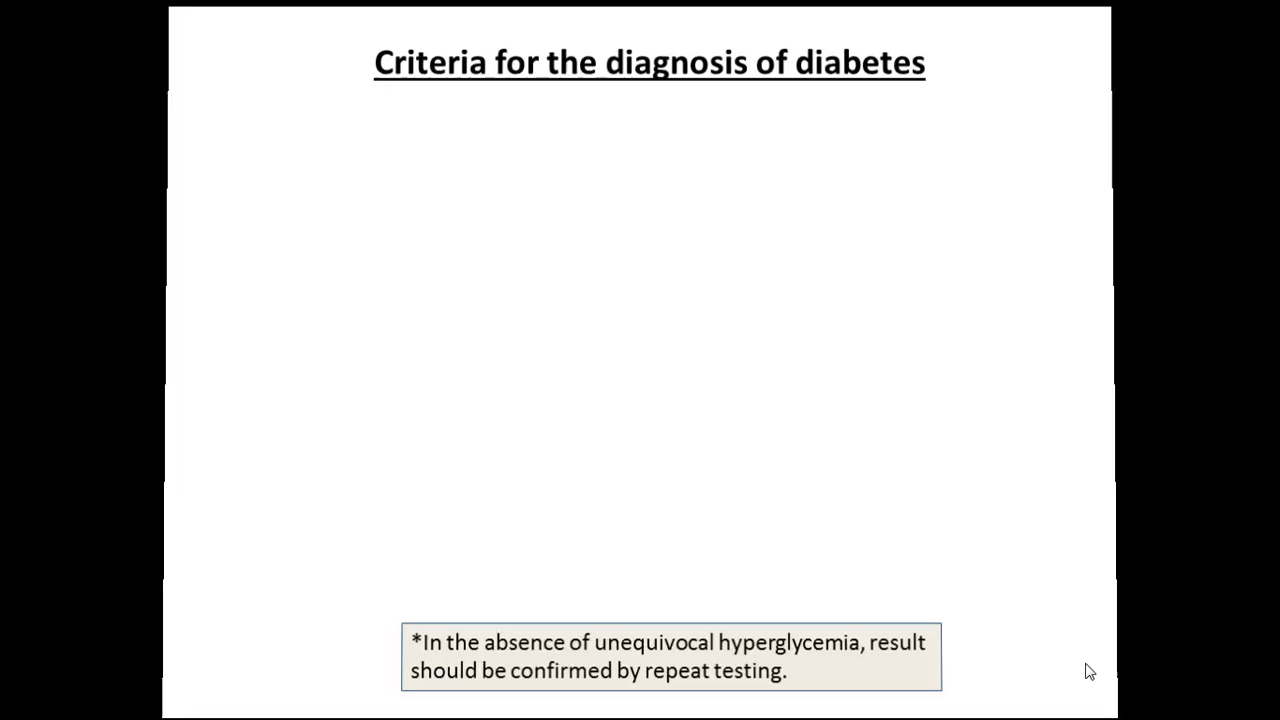 Criteria for the diagnosis of diabetes
*In the absence of unequivocal hyperglycemia, result
should be confirmed by repeat testing.